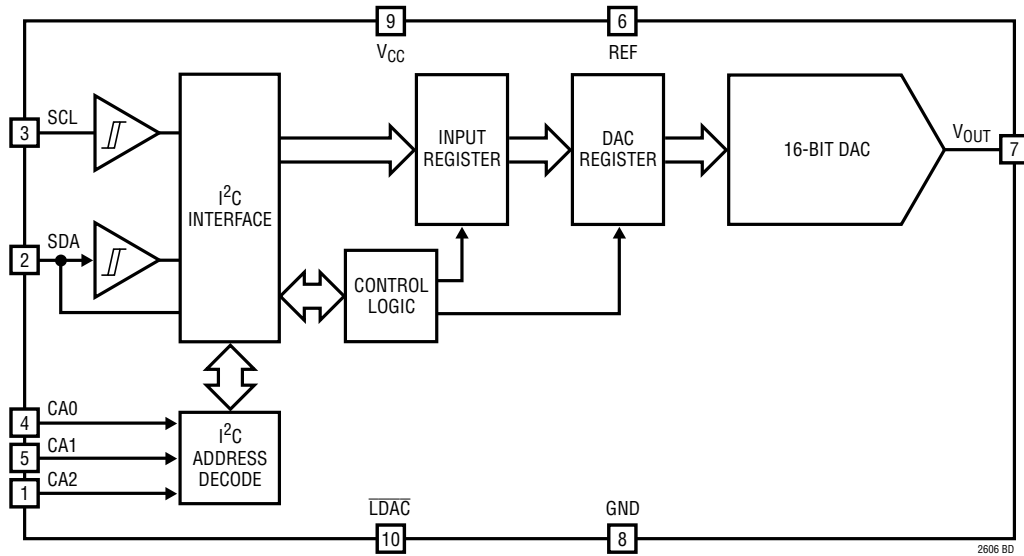 9
V_CC
6
REF
3
SCL
I²C
INTERFACE
INPUT
REGISTER
DAC
REGISTER
16-BIT DAC
V_OUT
7
2
SDA
CONTROL
LOGIC
4
CA0
5
CA1
1
CA2
I²C
ADDRESS
DECODE
L̅D̅A̅C̅
10
GND
8
2606 BD